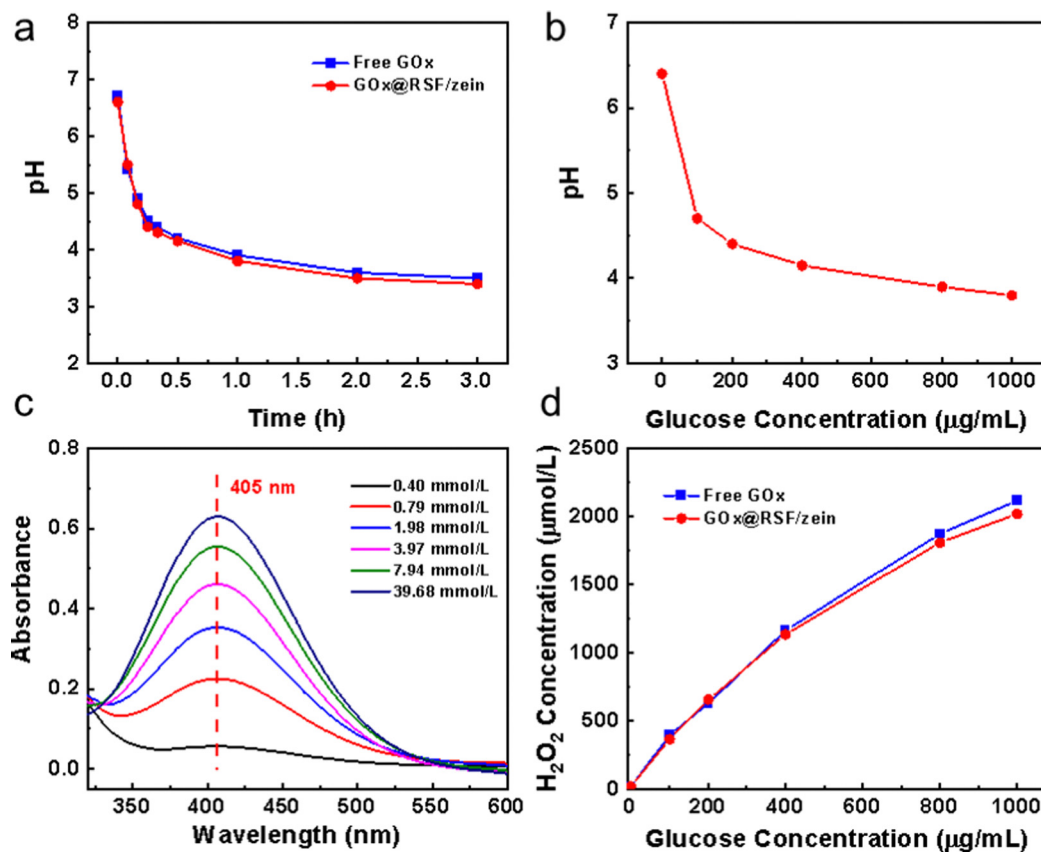 a
8
7
6
5
4
3
2
pH
Free GOx
GOx@RSF/zein
0.0 0.5 1.0 1.5 2.0 2.5 3.0
Time (h)
b
7
6
5
4
3
pH
0 200 400 600 800 1000
Glucose Concentration (μg/mL)
c
0.8
0.6
0.4
0.2
0.0
Absorbance
405 nm
0.40 mmol/L
0.79 mmol/L
1.98 mmol/L
3.97 mmol/L
7.94 mmol/L
39.68 mmol/L
350 400 450 500 550 600
Wavelength (nm)
d
2500
2000
1500
1000
500
0
H₂O₂ Concentration (μmol/L)
Free GOx
GOx@RSF/zein
0 200 400 600 800 1000
Glucose Concentration (μg/mL)